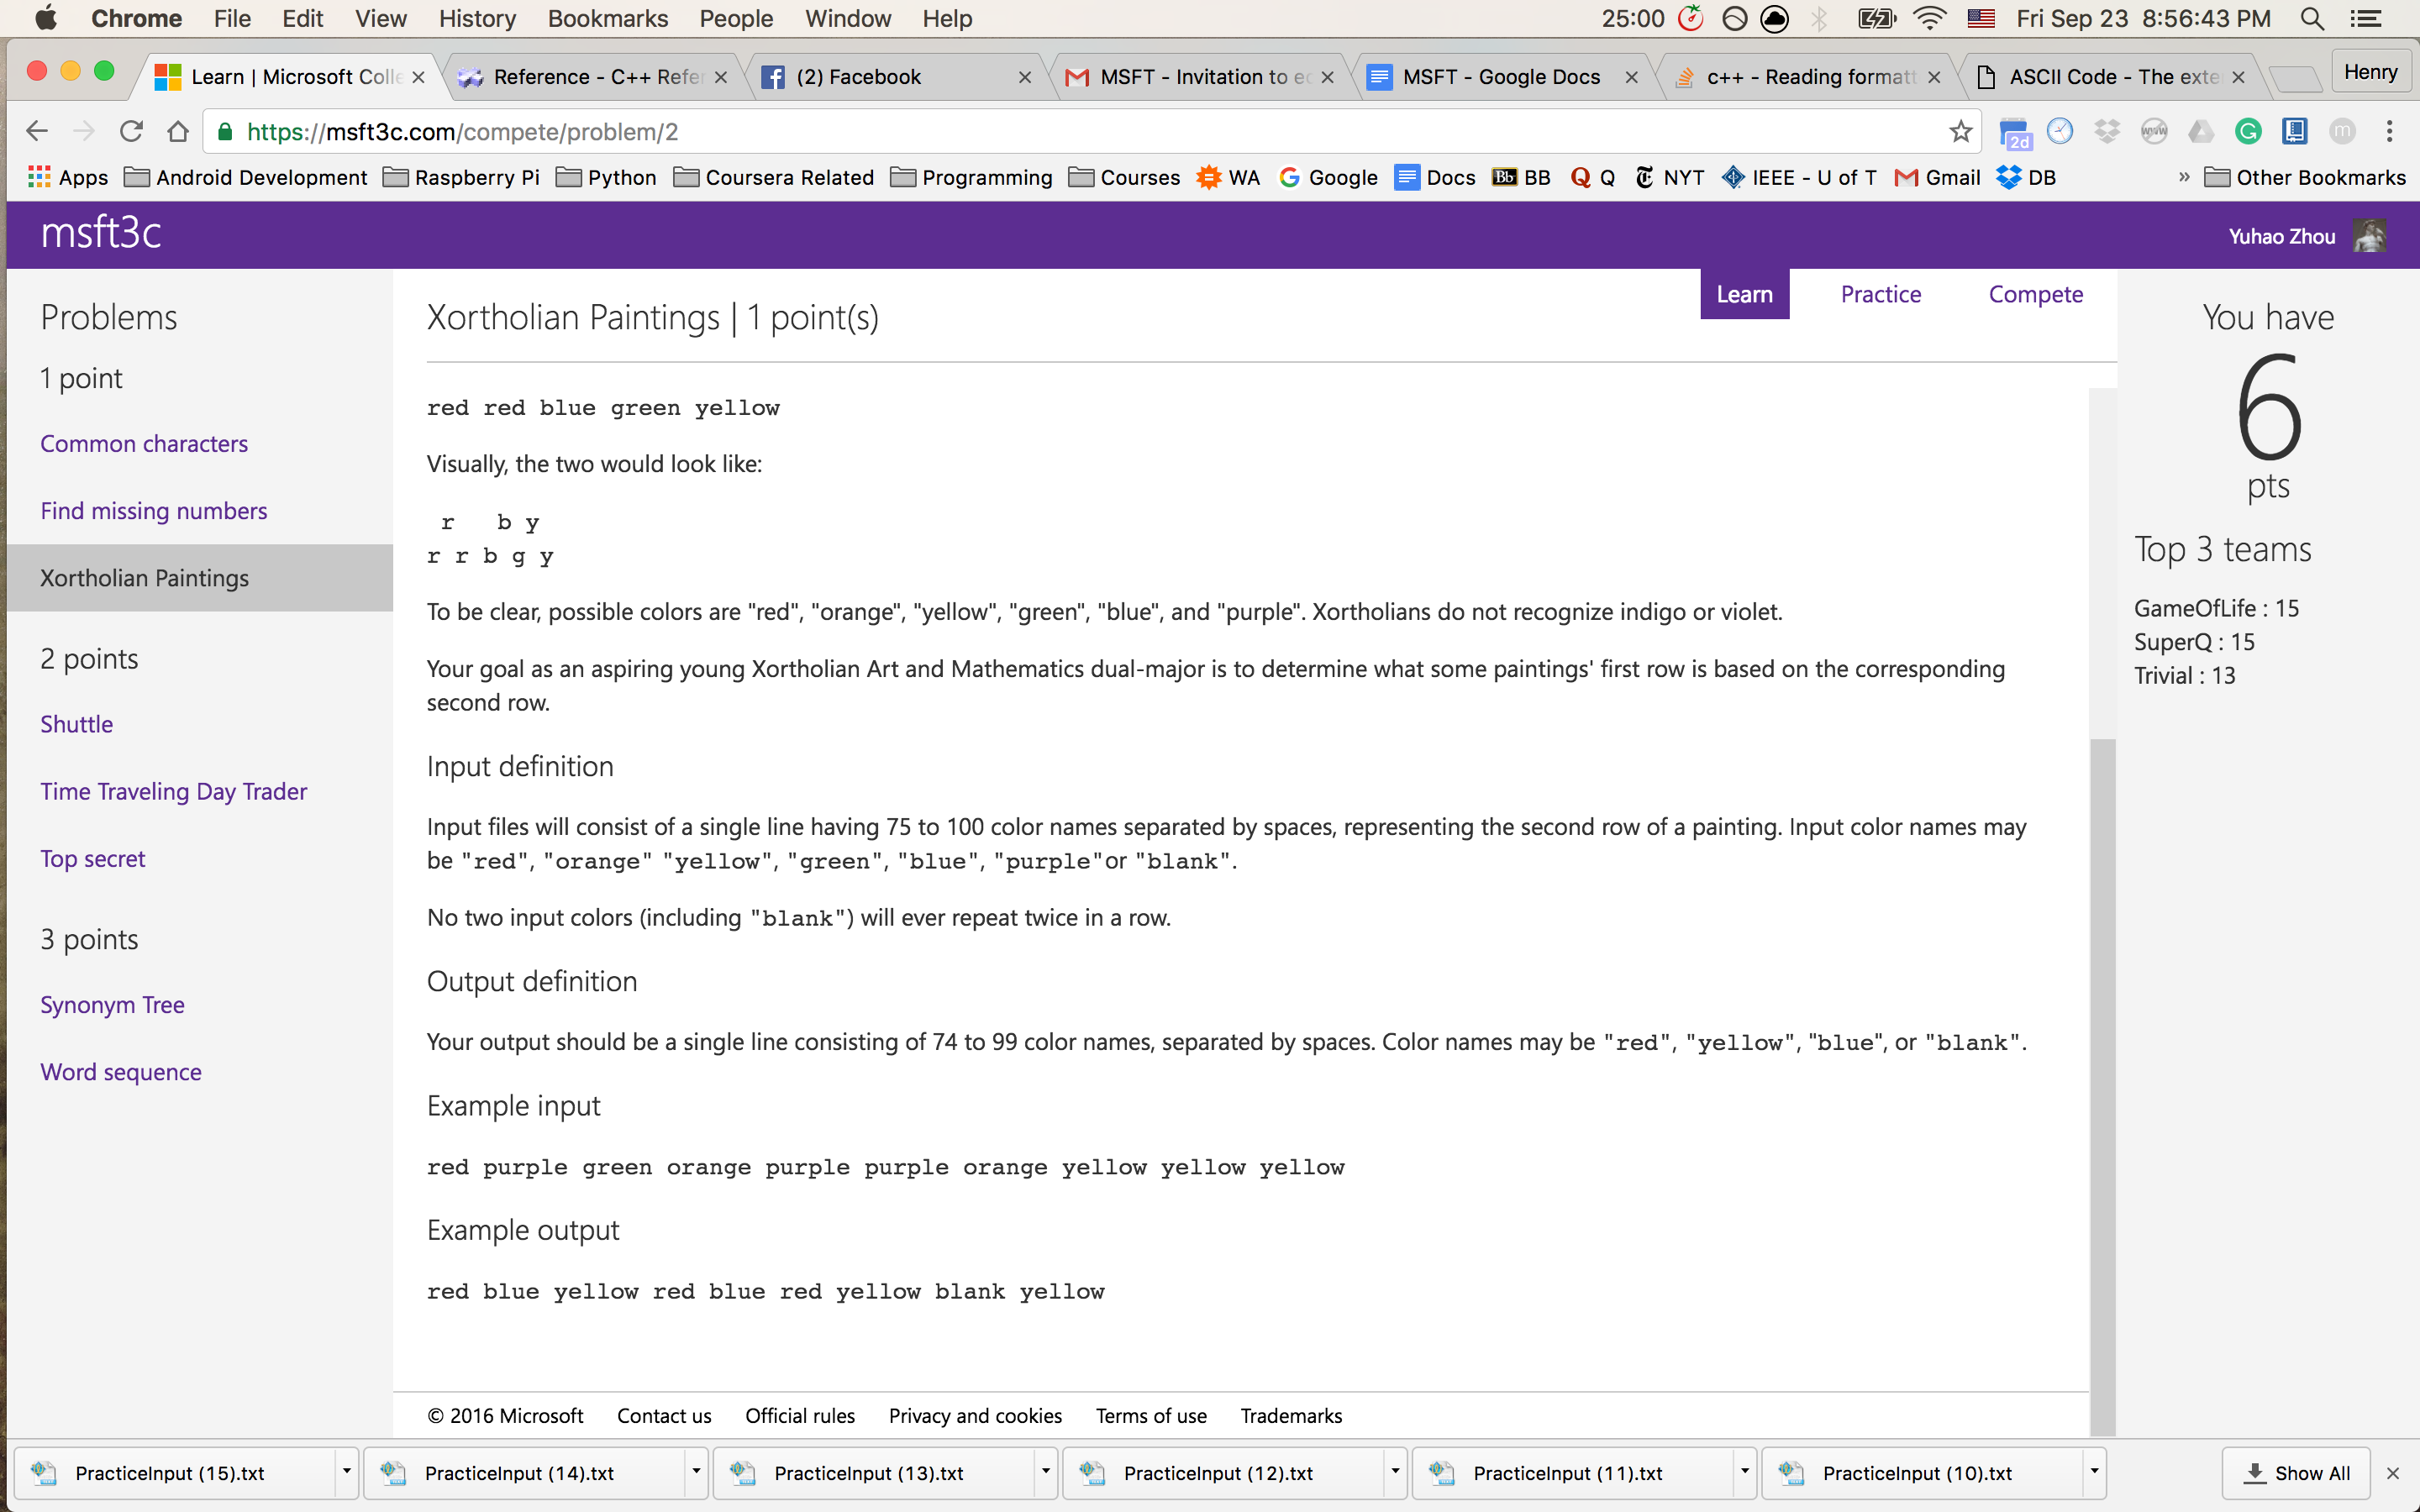 Chrome File Edit View History Bookmarks People Window Help 25:00 Fri Sep 23 8:56:43 PM
Learn | Microsoft Colle Reference - C++ Refer (2) Facebook MSFT - Invitation to ed MSFT - Google Docs c++ - Reading formatt ASCII Code - The exte Henry
https://msft3c.com/compete/problem/2 2d
Apps Android Development Raspberry Pi Python Coursera Related Programming Courses WA Google Docs BB Q NYT IEEE - U of T Gmail DB » Other Bookmarks
msft3c Yuhao Zhou
Problems
1 point
Common characters
Find missing numbers
Xortholian Paintings
2 points
Shuttle
Time Traveling Day Trader
Top secret
3 points
Synonym Tree
Word sequence
Xortholian Paintings | 1 point(s)
Learn Practice Compete
red red blue green yellow
Visually, the two would look like:
r b y
r r b g y
To be clear, possible colors are "red", "orange", "yellow", "green", "blue", and "purple". Xortholians do not recognize indigo or violet.
Your goal as an aspiring young Xortholian Art and Mathematics dual-major is to determine what some paintings' first row is based on the corresponding
second row.
Input definition
Input files will consist of a single line having 75 to 100 color names separated by spaces, representing the second row of a painting. Input color names may
be "red", "orange" "yellow", "green", "blue", "purple"or "blank".
No two input colors (including "blank") will ever repeat twice in a row.
Output definition
Your output should be a single line consisting of 74 to 99 color names, separated by spaces. Color names may be "red", "yellow", "blue", or "blank".
Example input
red purple green orange purple purple orange yellow yellow yellow
Example output
red blue yellow red blue red yellow blank yellow
You have
6
pts
Top 3 teams
GameOfLife : 15
SuperQ : 15
Trivial : 13
© 2016 Microsoft Contact us Official rules Privacy and cookies Terms of use Trademarks
PracticeInput (15).txt PracticeInput (14).txt PracticeInput (13).txt PracticeInput (12).txt PracticeInput (11).txt PracticeInput (10).txt Show All